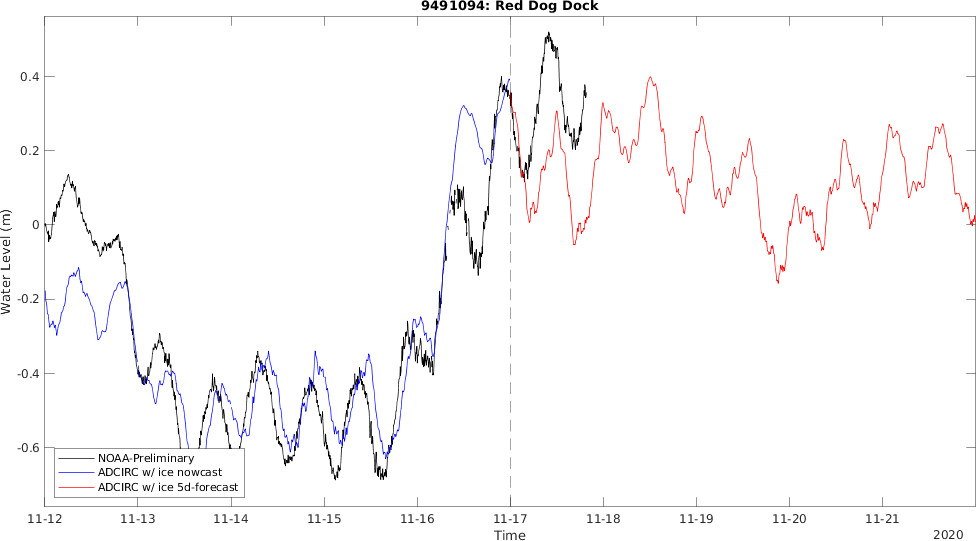 9491094: Red Dog Dock
Water Level (m)
0.4
0.2
0
-0.2
-0.4
-0.6
NOAA-Preliminary
ADCIRC w/ ice nowcast
ADCIRC w/ ice 5d-forecast
11-12 11-13 11-14 11-15 11-16 11-17 11-18 11-19 11-20 11-21
Time
2020